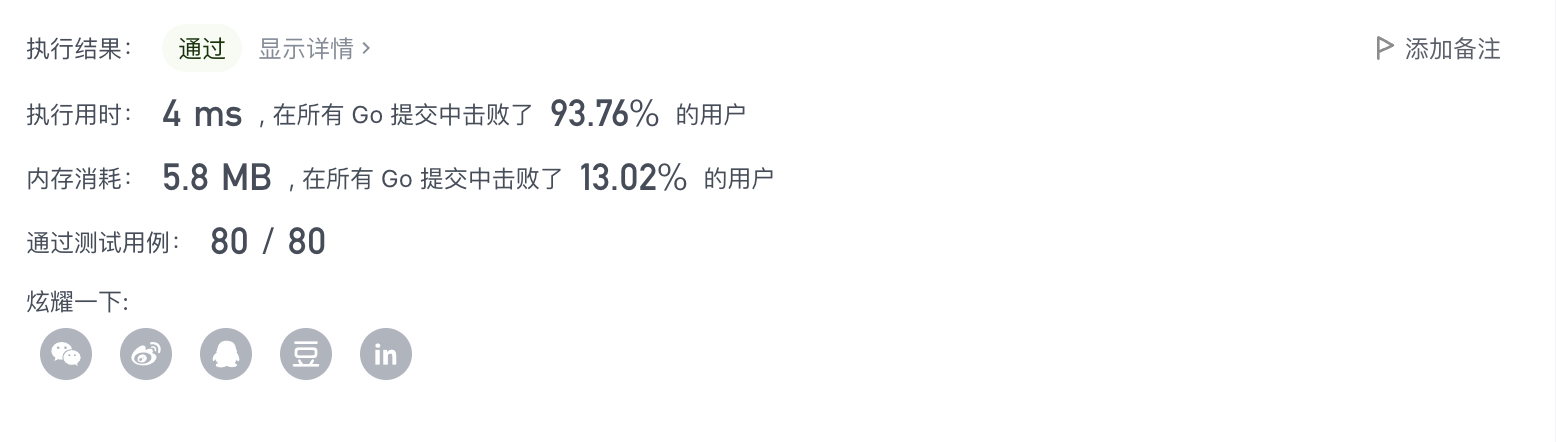 执行结果： 通过 显示详情 › 添加备注
执行用时： 4 ms ，在所有 Go 提交中击败了 93.76% 的用户
内存消耗： 5.8 MB ，在所有 Go 提交中击败了 13.02% 的用户
通过测试用例： 80 / 80
炫耀一下:
豆 in